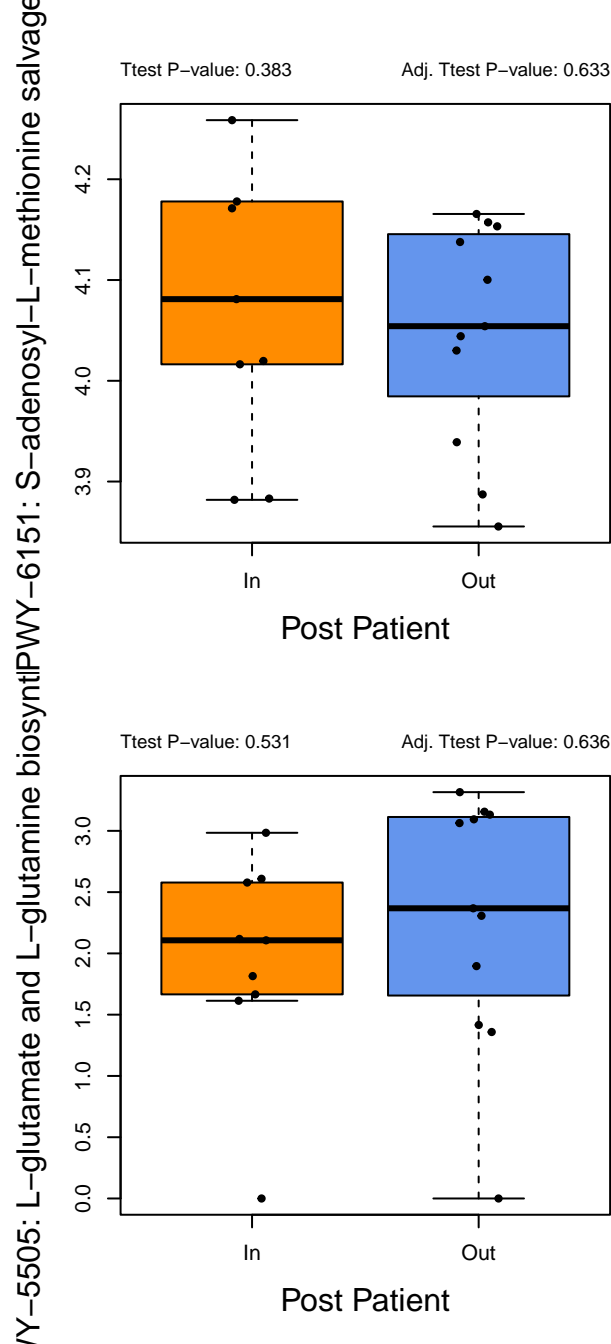 PWY−6151: S−adenosyl−L−methionine salvage
Ttest P−value: 0.383
Adj. Ttest P−value: 0.633
4.2
4.1
4.0
3.9
In
Out
Post Patient
Y−5505: L−glutamate and L−glutamine biosynt
Ttest P−value: 0.531
Adj. Ttest P−value: 0.636
3.0
2.5
2.0
1.5
1.0
0.5
0.0
In
Out
Post Patient